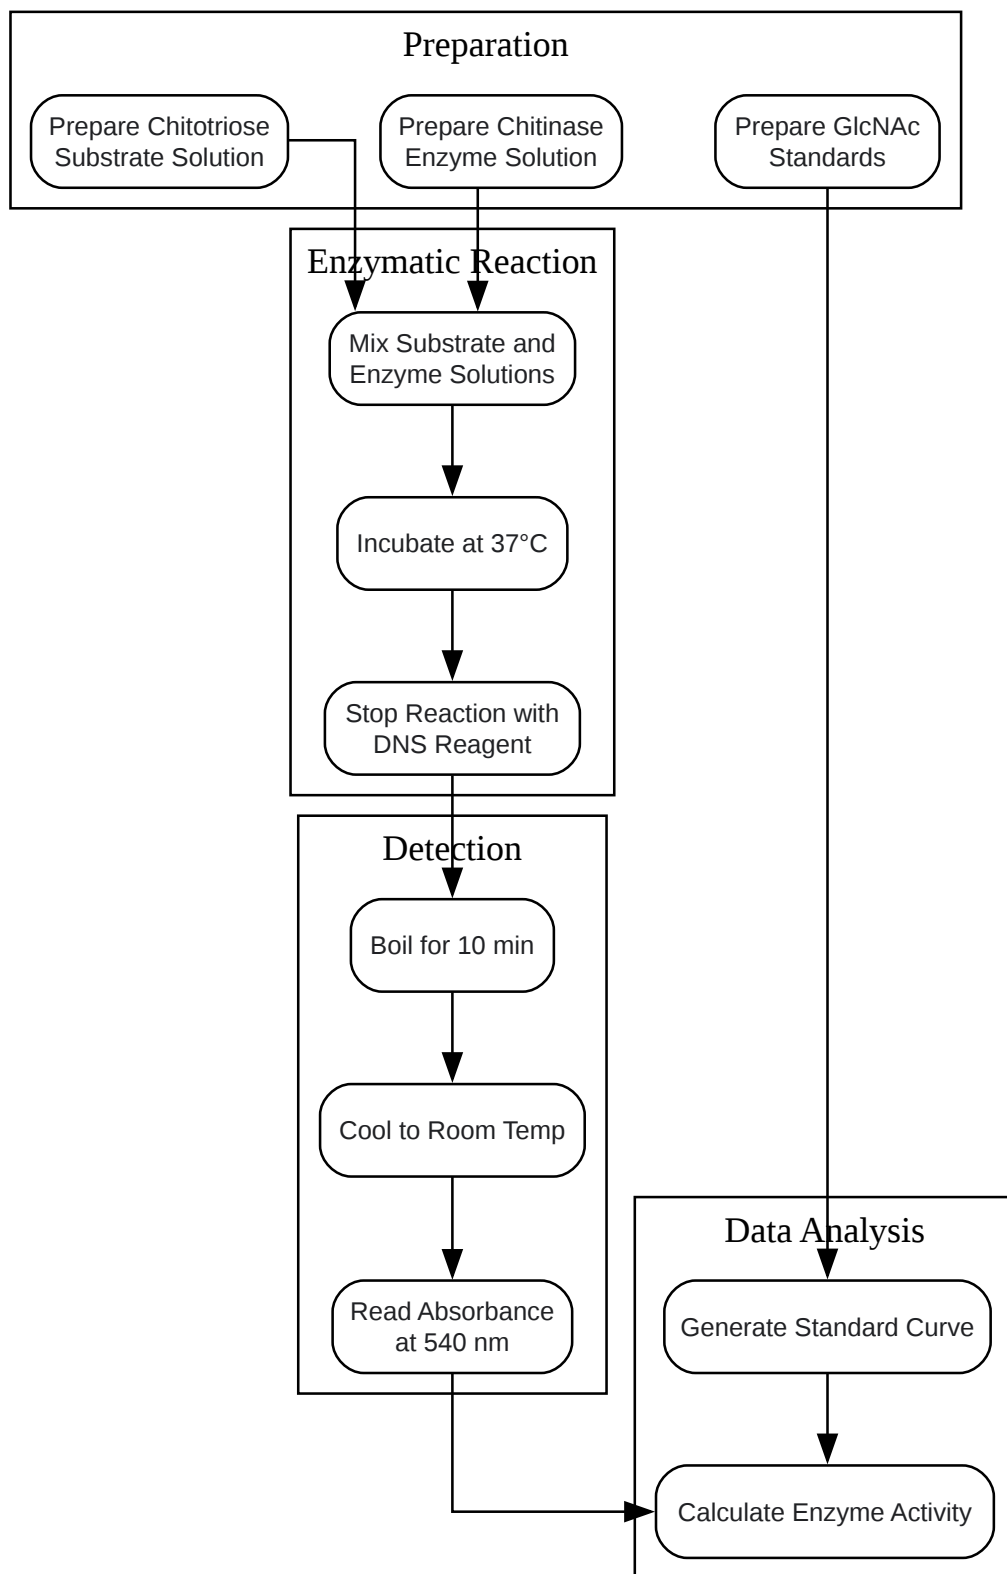 Preparation
Prepare Chitotriose
Substrate Solution
Prepare Chitinase
Enzyme Solution
Prepare GlcNAc
Standards
Enzymatic Reaction
Mix Substrate and
Enzyme Solutions
Incubate at 37°C
Stop Reaction with
DNS Reagent
Detection
Boil for 10 min
Cool to Room Temp
Read Absorbance
at 540 nm
Data Analysis
Generate Standard Curve
Calculate Enzyme Activity